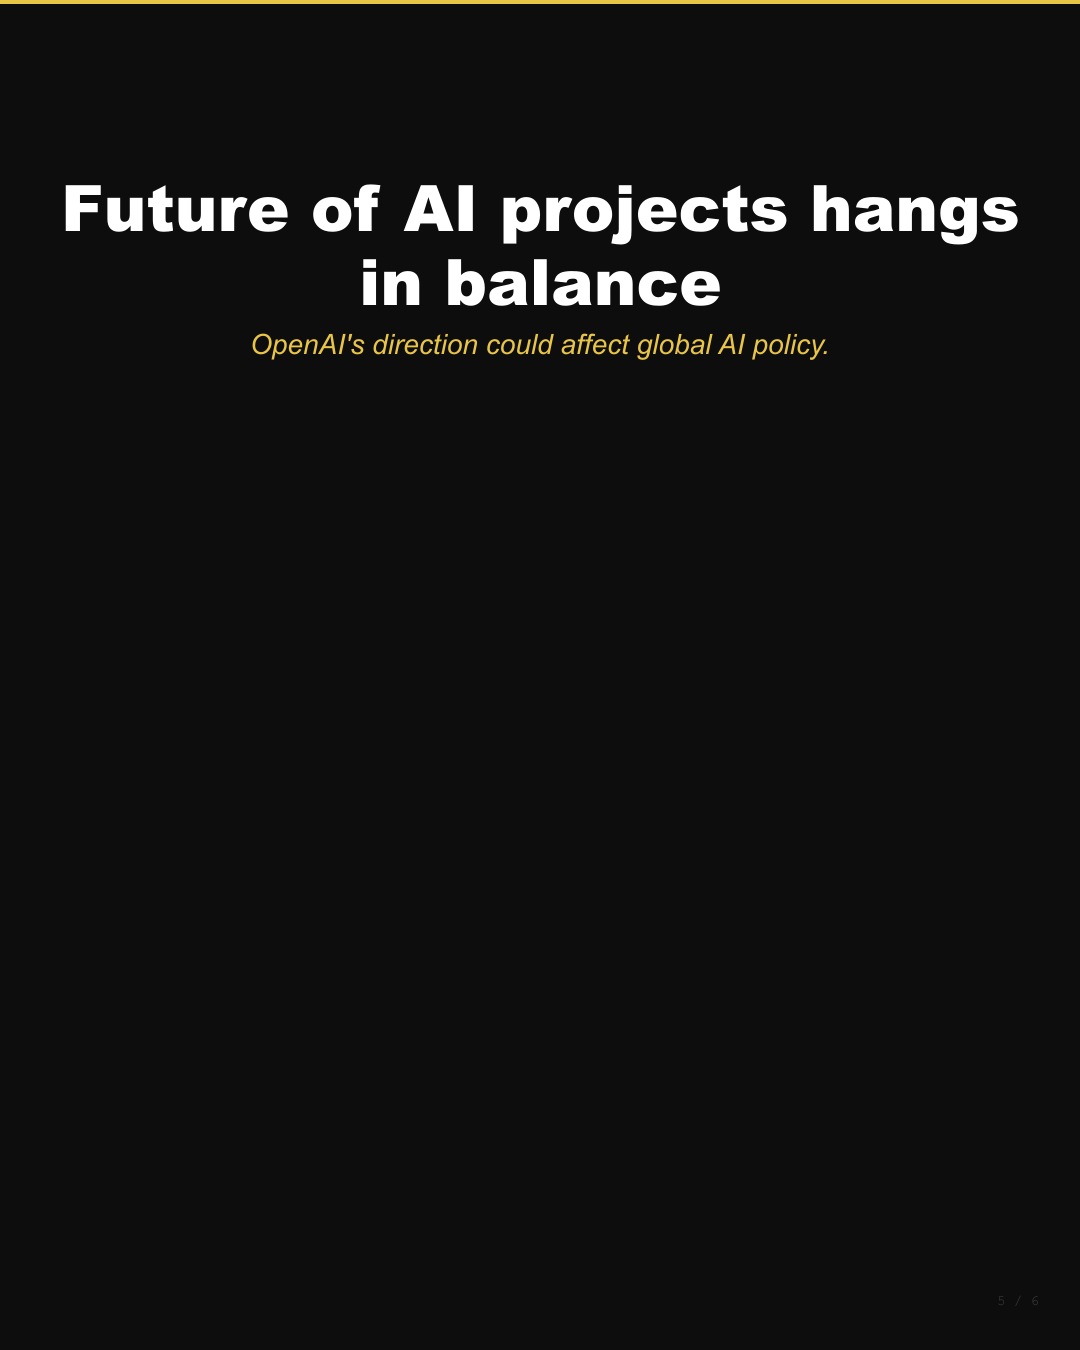 Future of AI projects hangs
in balance
OpenAI's direction could affect global AI policy.
5 / 6